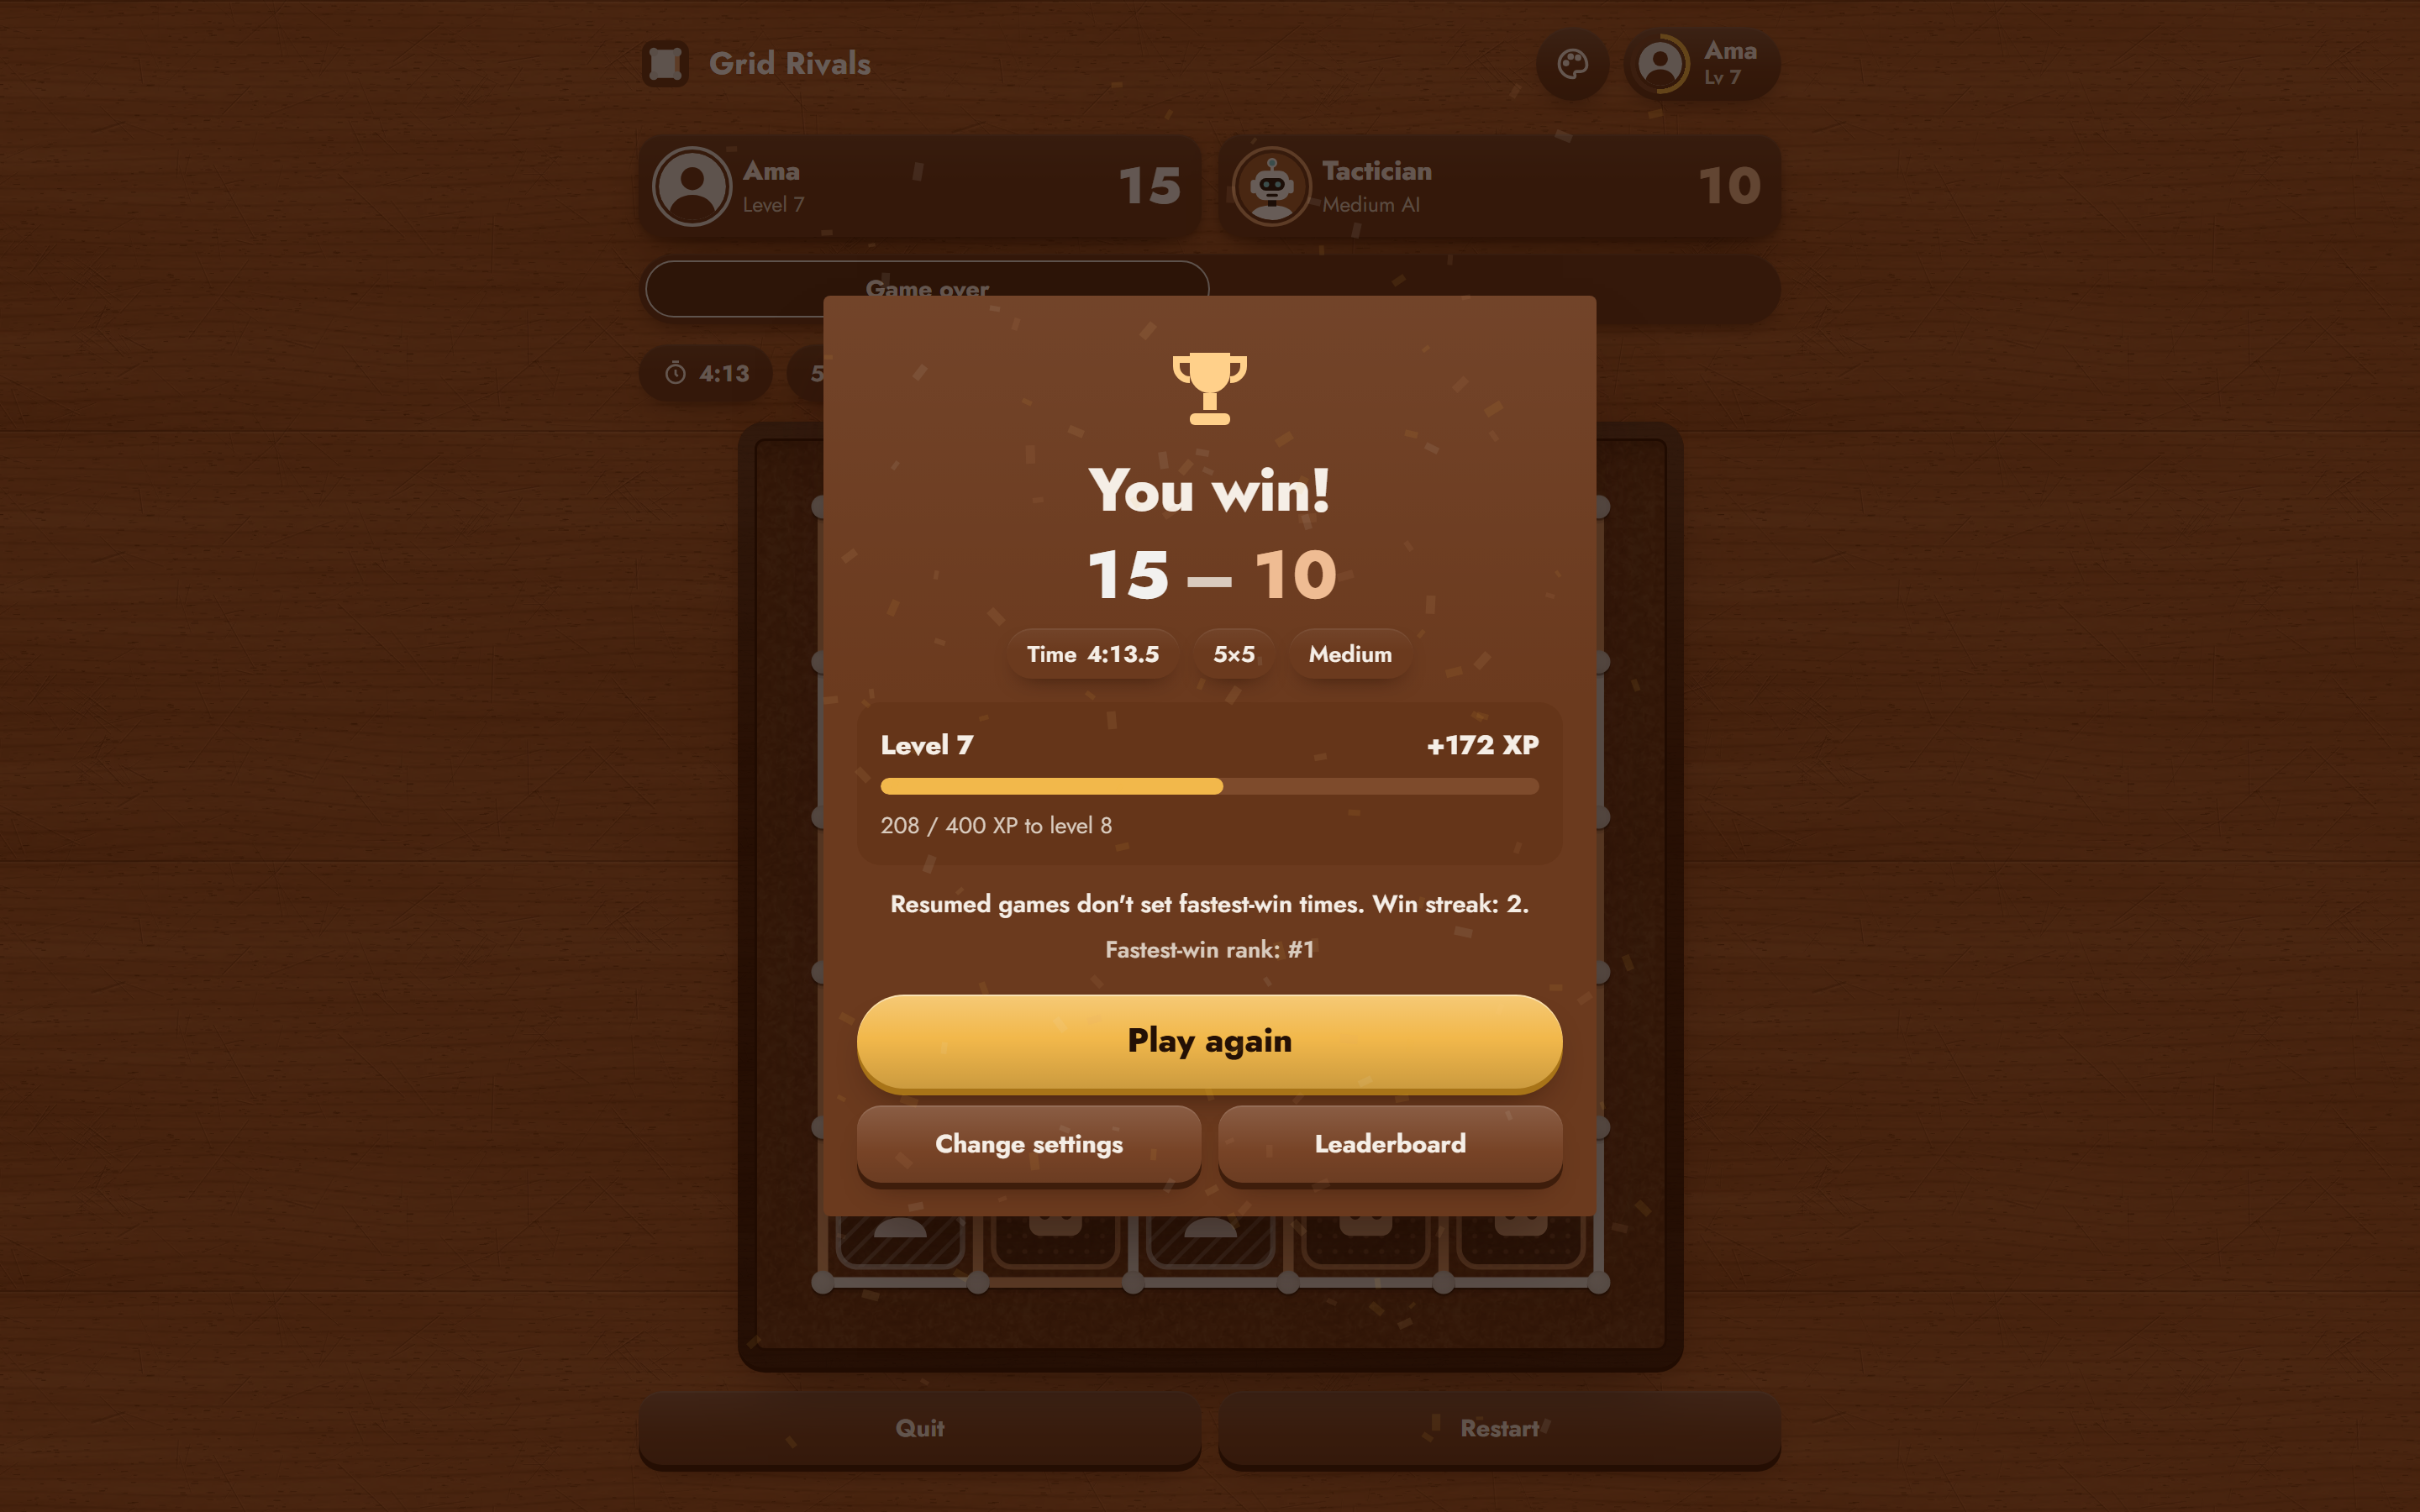 Grid Rivals
Ama
Lv 7
Ama
Level 7
15
Tactician
Medium AI
10
Game over
4:13
5
You win!
15 – 10
Time 4:13.5
5×5
Medium
Level 7
+172 XP
208 / 400 XP to level 8
Resumed games don't set fastest-win times. Win streak: 2.
Fastest-win rank: #1
Play again
Change settings
Leaderboard
Quit
Restart